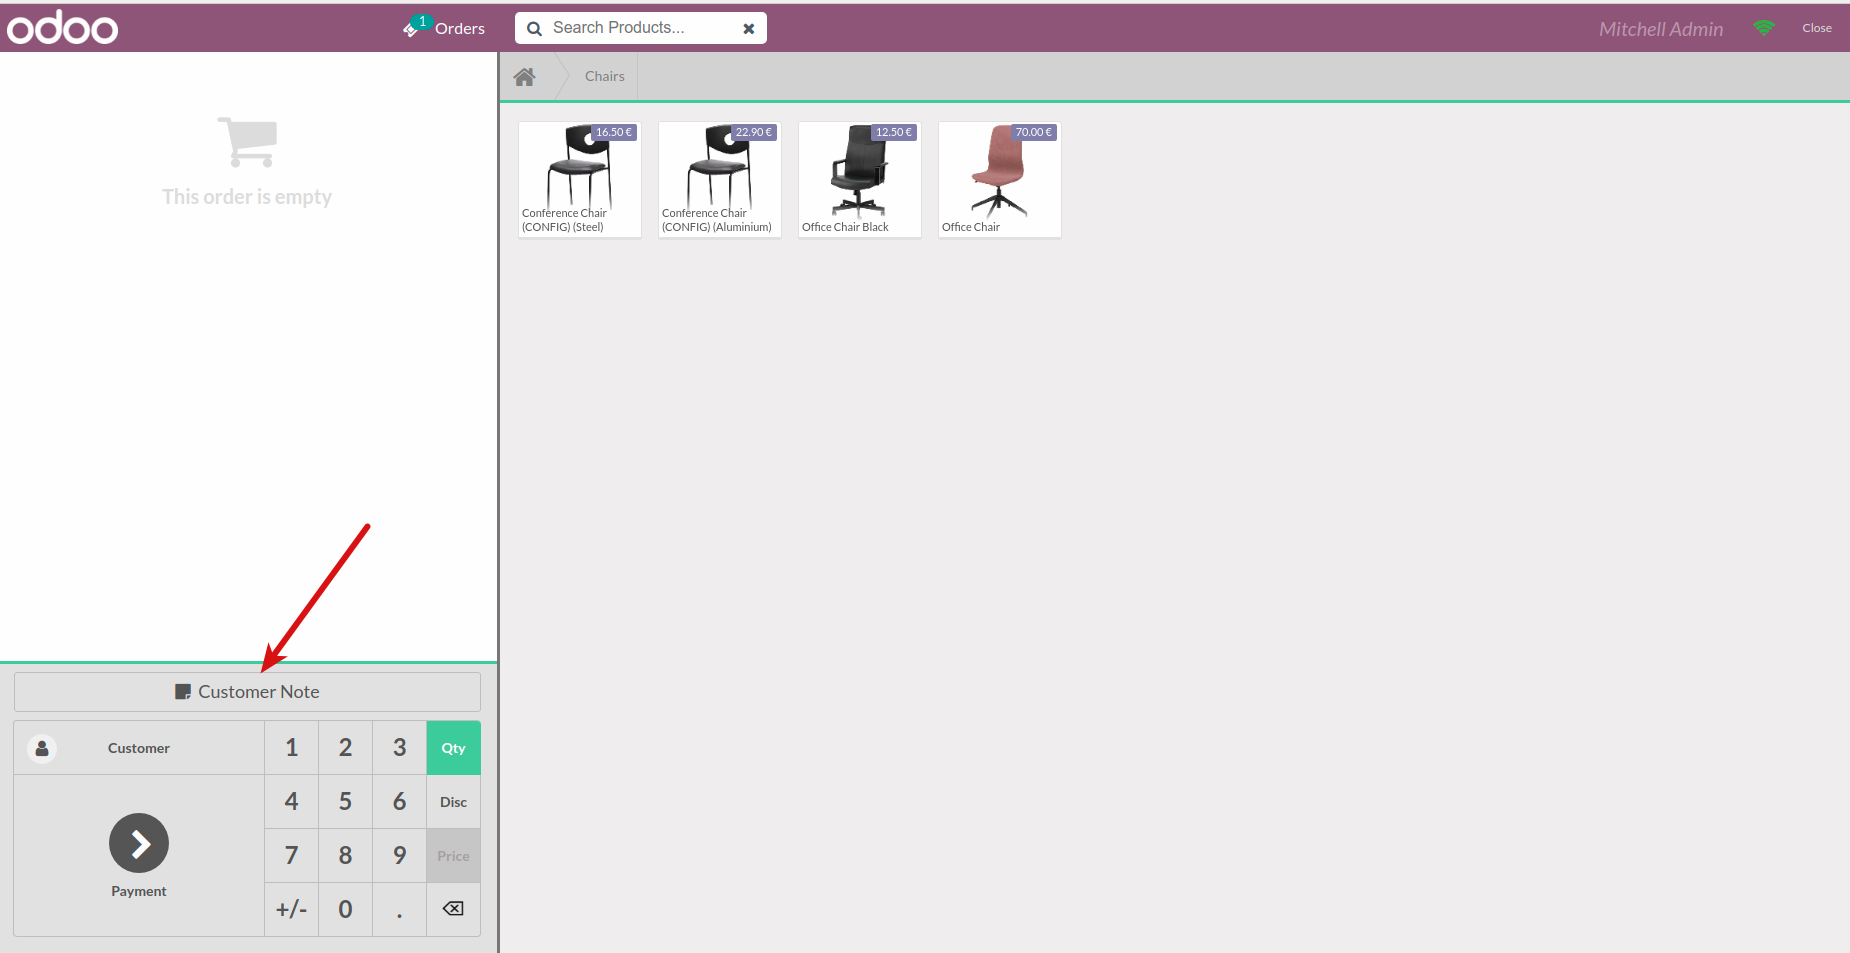 odoo
1
Orders
Search Products...
Mitchell Admin
Close
This order is empty
Chairs
16.50 €
Conference Chair
(CONFIG) (Steel)
22.90 €
Conference Chair
(CONFIG) (Aluminium)
12.50 €
Office Chair Black
70.00 €
Office Chair
Customer Note
Customer
1 2 3 Qty
4 5 6 Disc
7 8 9 Price
Payment
+/- 0 .